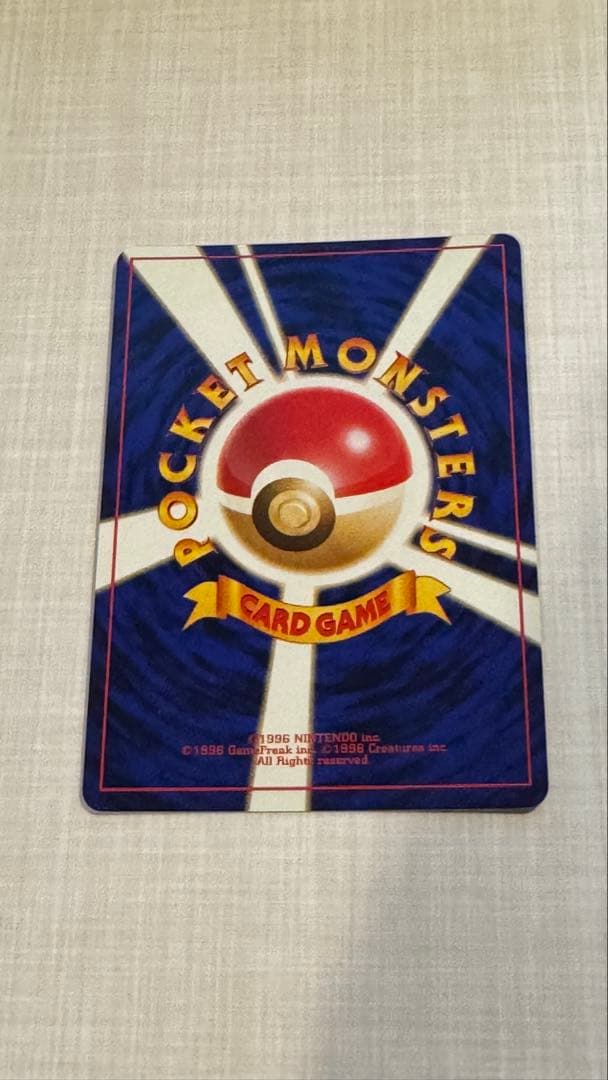 POCKET MONSTERS
CARD GAME
©1996 NINTENDO inc.
©1996 GameFreak inc. ©1996 Creatures inc.
All Rights reserved.